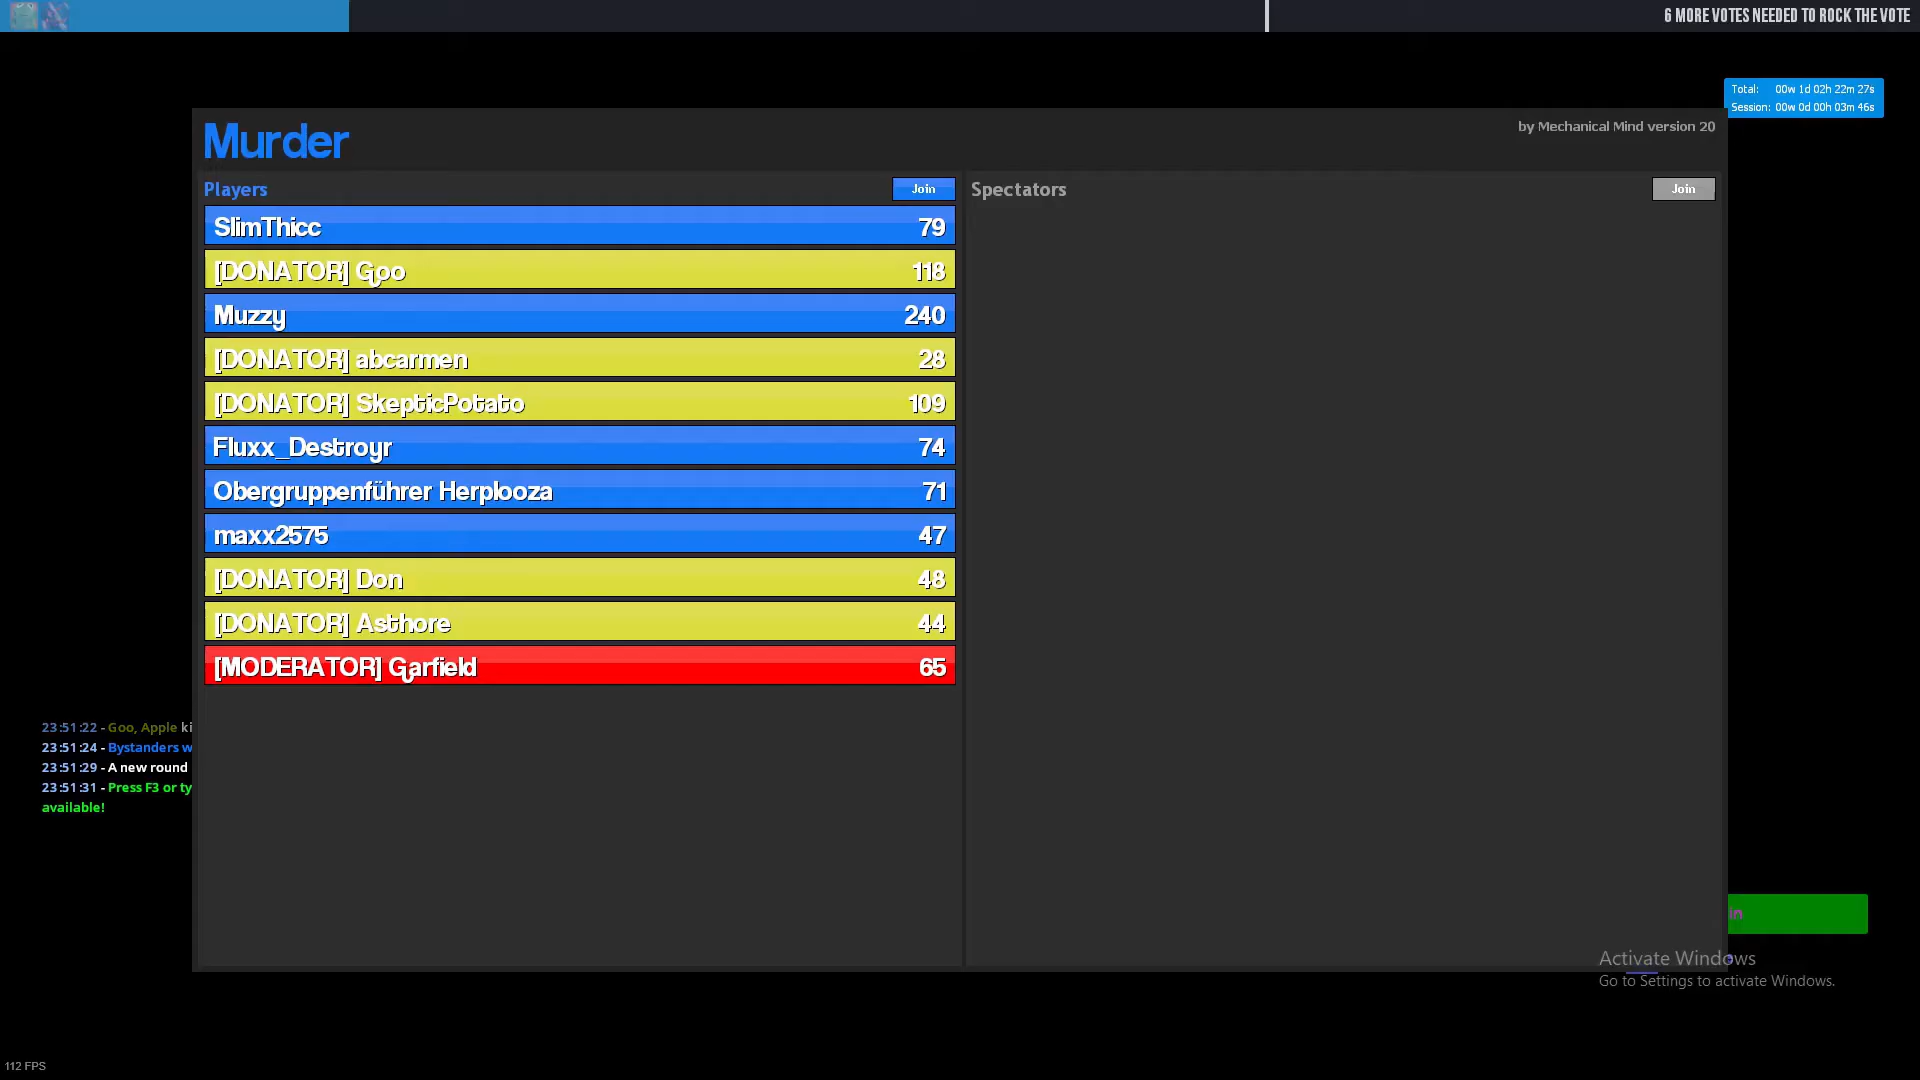 6 MORE VOTES NEEDED TO ROCK THE VOTE
Total: 00w 1d 02h 22m 27s
Session: 00w 0d 00h 03m 46s
Murder
by Mechanical Mind version 20
Players
Join
Spectators
Join
SlimThicc 79
[DONATOR] Goo 118
Muzzy 240
[DONATOR] abcarmen 28
[DONATOR] SkepticPotato 109
Fluxx_Destroyr 74
Obergruppenführer Herplooza 71
maxx2575 47
[DONATOR] Don 48
[DONATOR] Asthore 44
[MODERATOR] Garfield 65
23:51:22 - Goo, Apple ki
23:51:24 - Bystanders w
23:51:29 - A new round
23:51:31 - Press F3 or ty
available!
in
Activate Windows
Go to Settings to activate Windows.
112 FPS